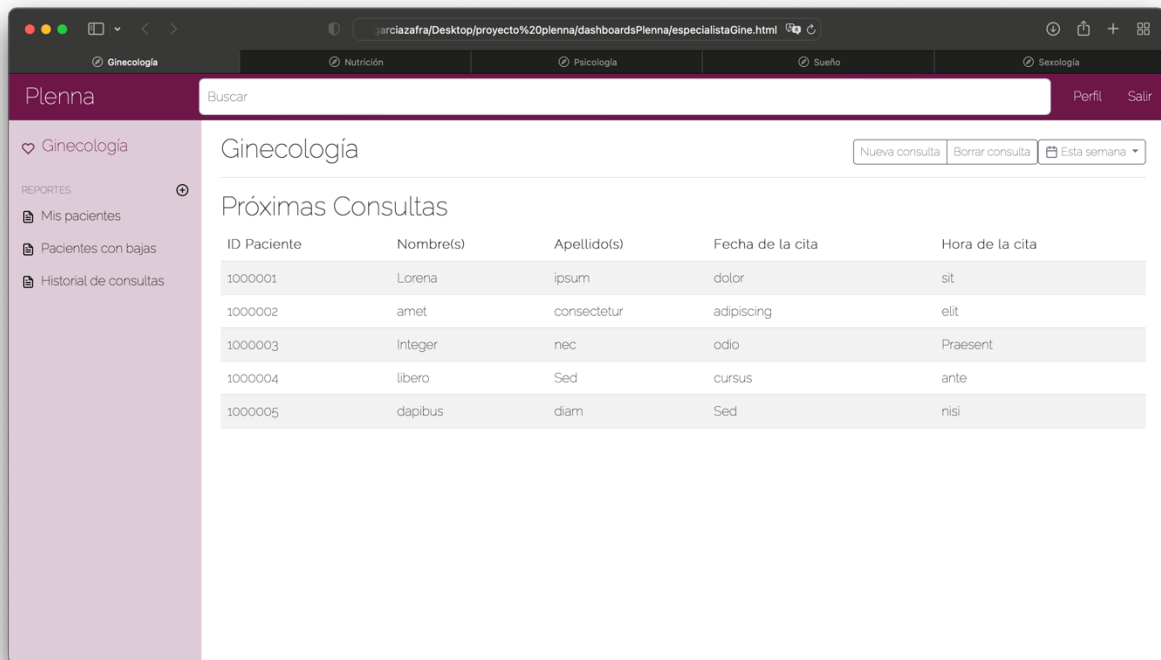 garciazafra/Desktop/proyecto%20plenna/dashboardsPlenna/especialistaGine.html
Ginecología Nutrición Psicología Sueño Sexología
Plenna Buscar Perfil Salir
Ginecología
REPORTES
Mis pacientes
Pacientes con bajas
Historial de consultas
Ginecología Nueva consulta Borrar consulta Esta semana
Próximas Consultas
ID Paciente Nombre(s) Apellido(s) Fecha de la cita Hora de la cita
1000001 Lorena ipsum dolor sit
1000002 amet consectetur adipiscing elit
1000003 Integer nec odio Praesent
1000004 libero Sed cursus ante
1000005 dapibus diam Sed nisi